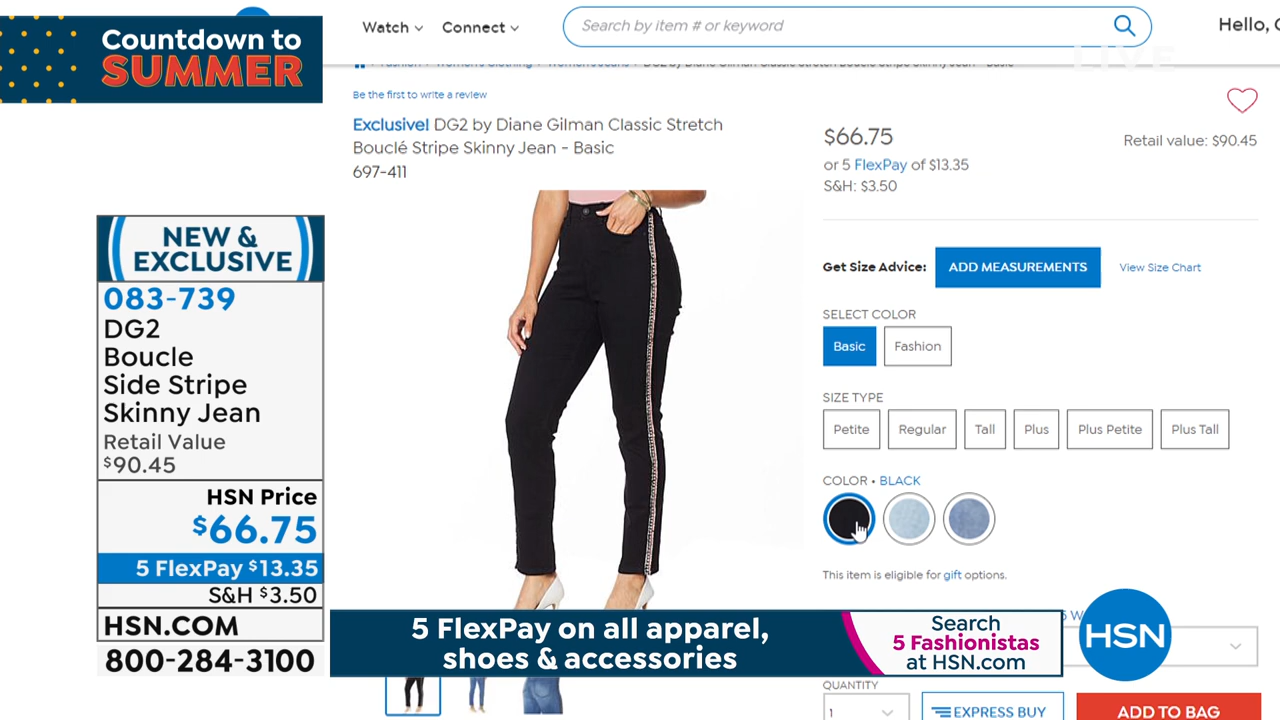 Countdown to
SUMMER
Watch
Connect
Search by item # or keyword
Hello,
LIVE
Be the first to write a review
Exclusive! DG2 by Diane Gilman Classic Stretch
Bouclé Stripe Skinny Jean - Basic
697-411
$66.75
Retail value: $90.45
or 5 FlexPay of $13.35
S&H: $3.50
Get Size Advice:
ADD MEASUREMENTS
View Size Chart
SELECT COLOR
Basic
Fashion
SIZE TYPE
Petite
Regular
Tall
Plus
Plus Petite
Plus Tall
COLOR • BLACK
This item is eligible for gift options.
QUANTITY
1
EXPRESS BUY
ADD TO BAG
NEW &
EXCLUSIVE
083-739
DG2
Boucle
Side Stripe
Skinny Jean
Retail Value
$90.45
HSN Price
$66.75
5 FlexPay $13.35
S&H $3.50
HSN.COM
800-284-3100
5 FlexPay on all apparel,
shoes & accessories
Search
5 Fashionistas
at HSN.com
HSN